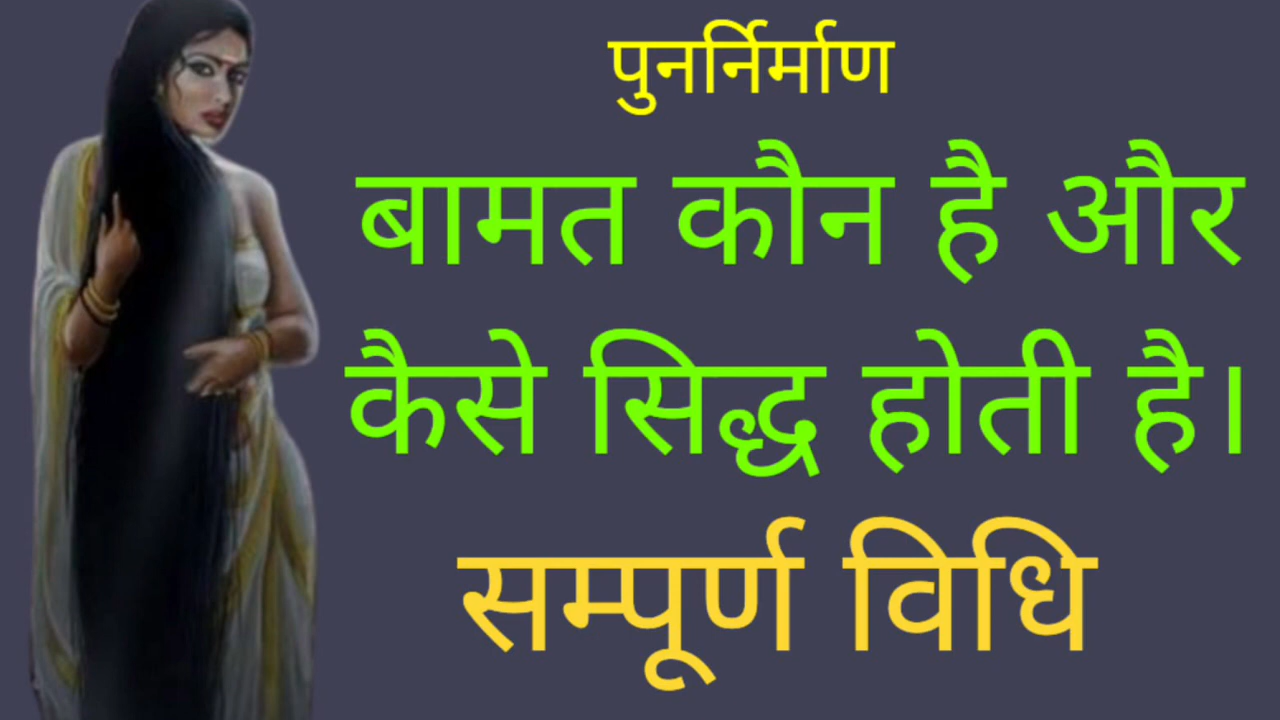 पुनर्निर्माण
बामत कौन है और
कैसे सिद्ध होती है।
सम्पूर्ण विधि